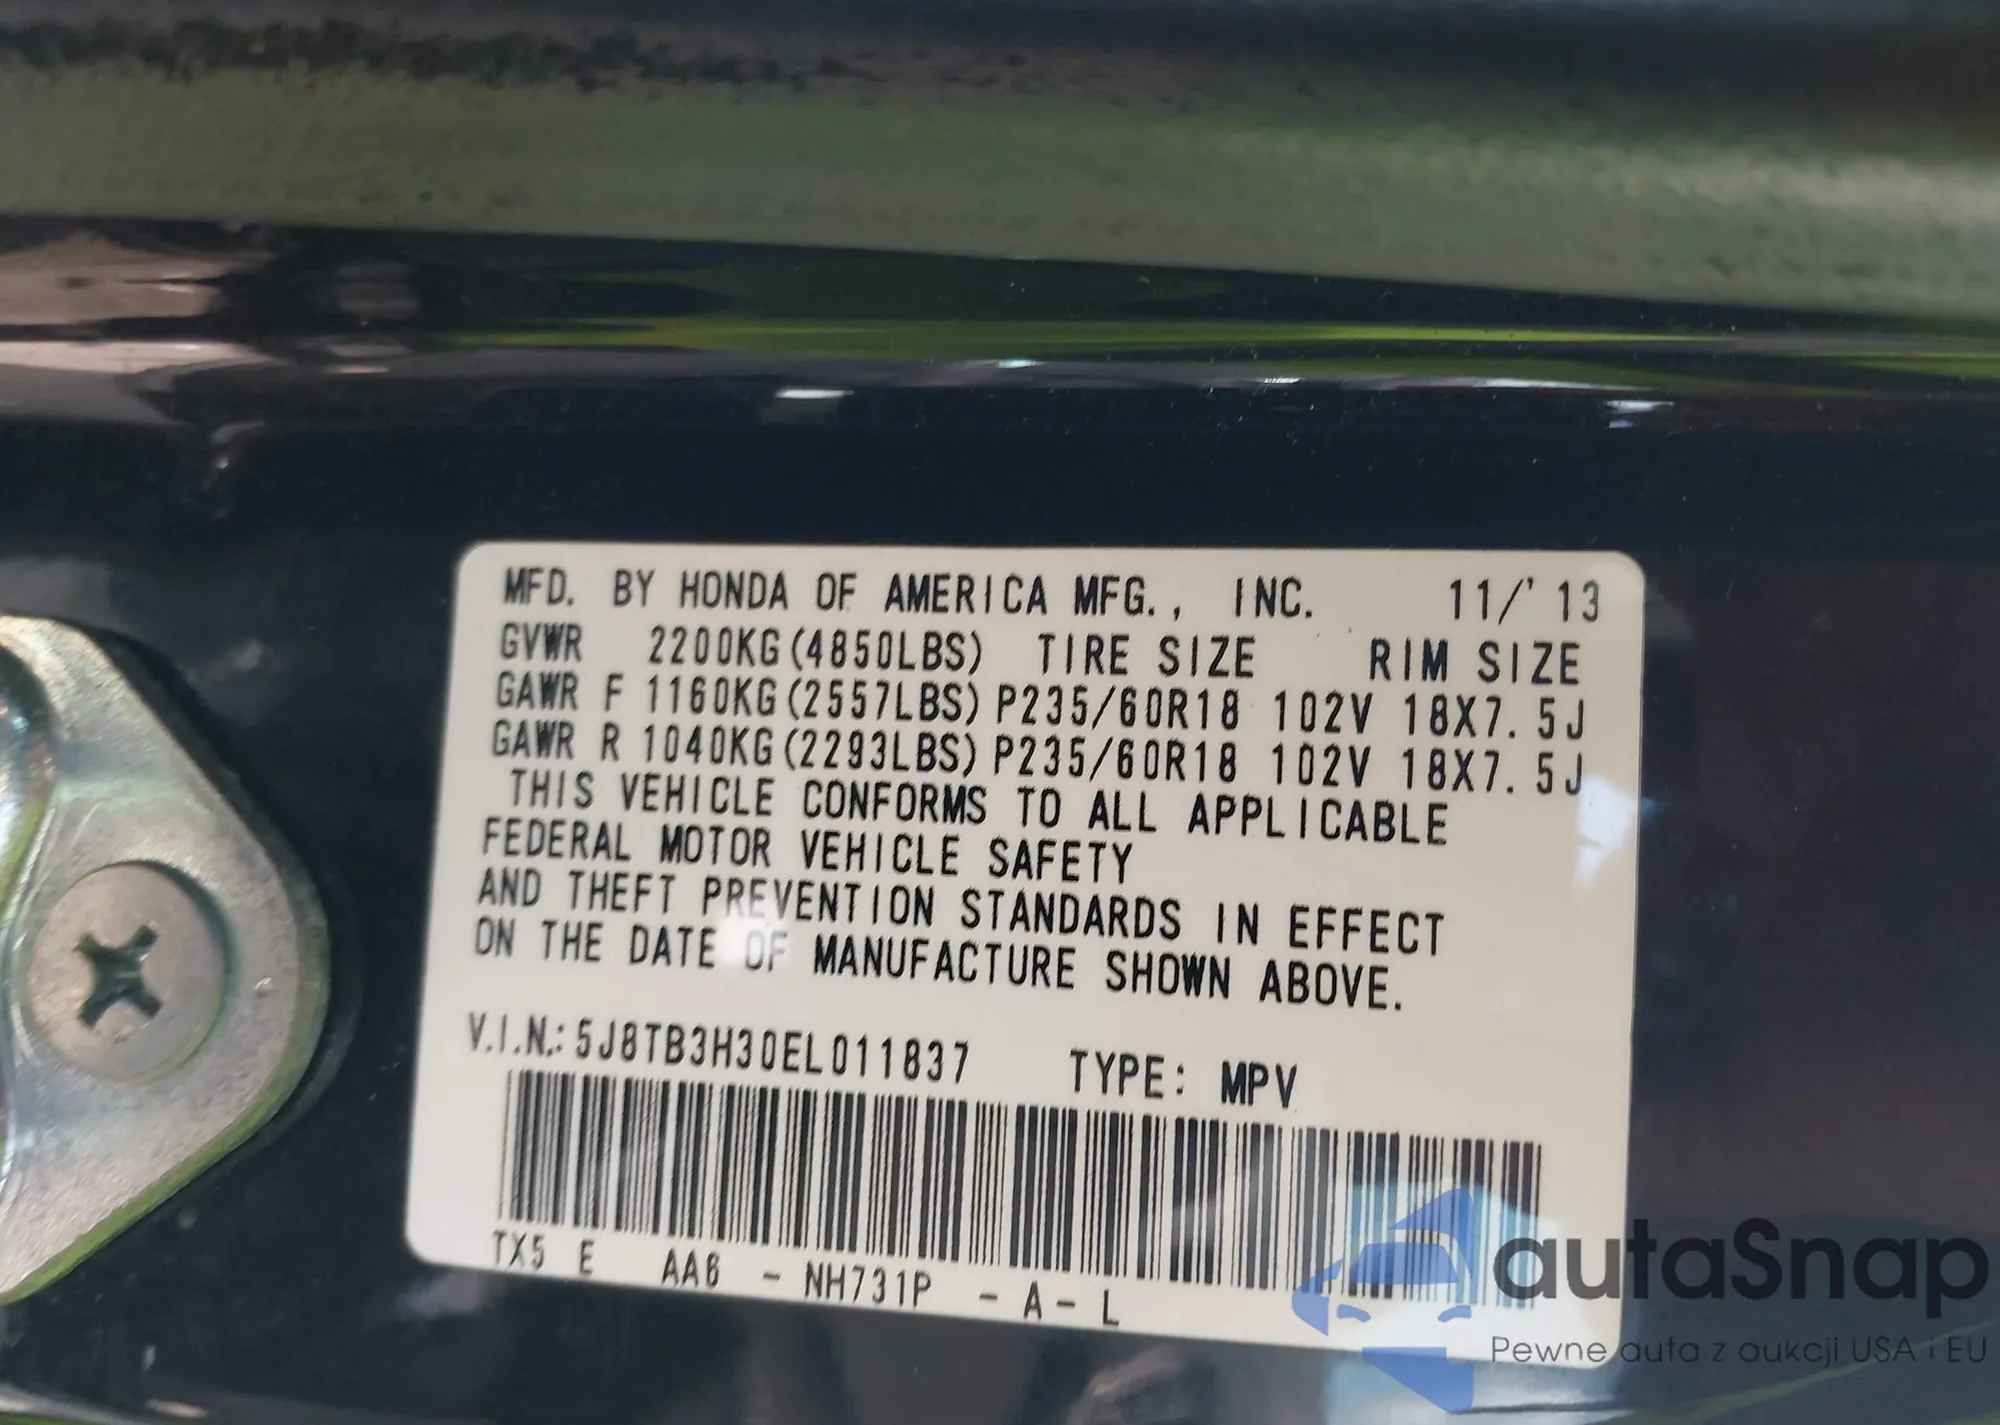 MFD. BY HONDA OF AMERICA MFG., INC. 11/'13
GVWR 2200KG(4850LBS) TIRE SIZE RIM SIZE
GAWR F 1160KG(2557LBS) P235/60R18 102V 18X7.5J
GAWR R 1040KG(2293LBS) P235/60R18 102V 18X7.5J
THIS VEHICLE CONFORMS TO ALL APPLICABLE
FEDERAL MOTOR VEHICLE SAFETY
AND THEFT PREVENTION STANDARDS IN EFFECT
ON THE DATE OF MANUFACTURE SHOWN ABOVE.
V.I.N.: 5J8TB3H30EL011837 TYPE: MPV
TX5 E AA6 - NH731P - A - L
autaSnap
Pewne auta z aukcji USA i EU